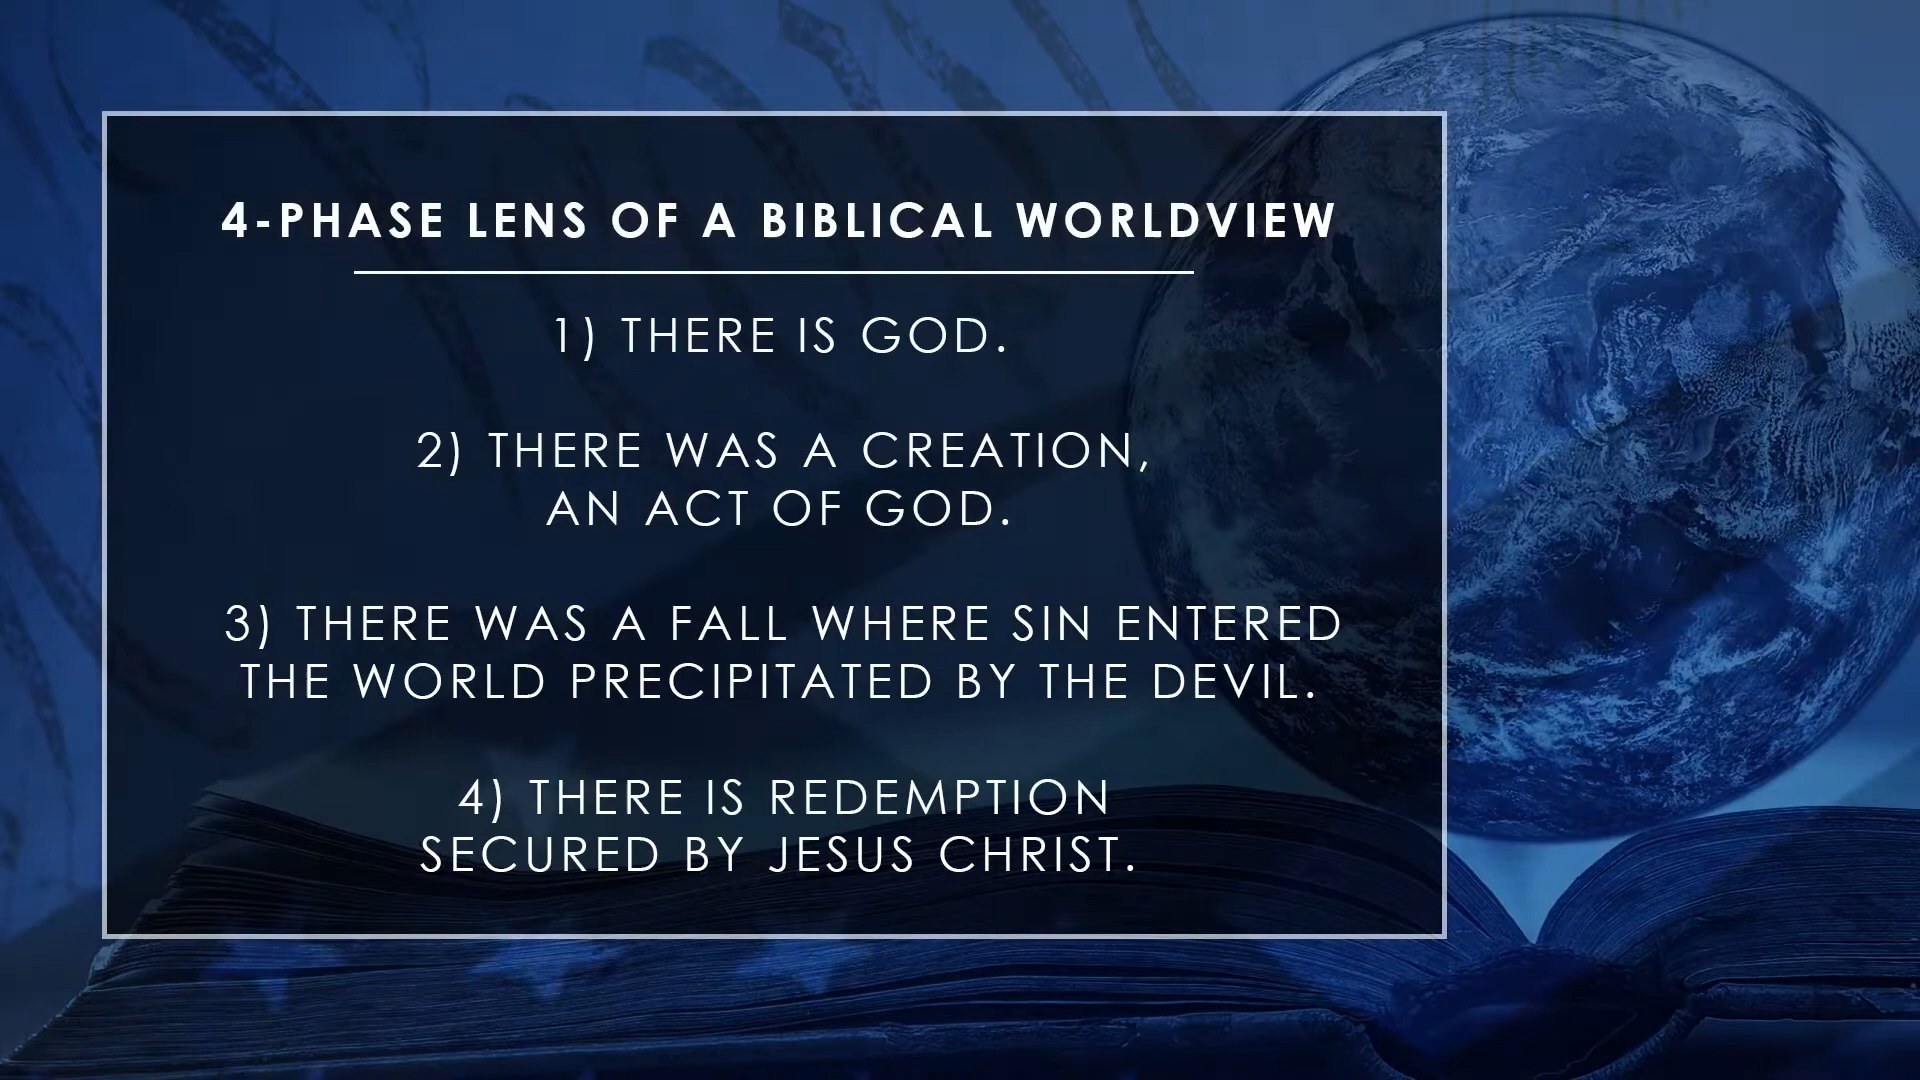 4-PHASE LENS OF A BIBLICAL WORLDVIEW
1) THERE IS GOD.
2) THERE WAS A CREATION,
AN ACT OF GOD.
3) THERE WAS A FALL WHERE SIN ENTERED
THE WORLD PRECIPITATED BY THE DEVIL.
4) THERE IS REDEMPTION
SECURED BY JESUS CHRIST.